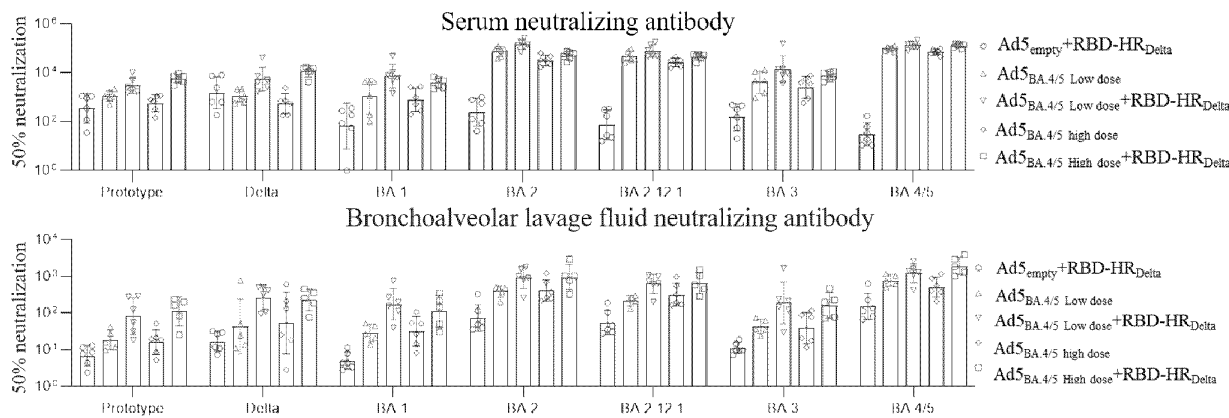 Serum neutralizing antibody
50% neutralization
10⁶
10⁴
10²
10⁰
Prototype
Delta
BA 1
BA 2
BA 2 12 1
BA 3
BA 4/5
Ad5empty+RBD-HRDelta
Ad5BA.4/5 Low dose
Ad5BA.4/5 Low dose+RBD-HRDelta
Ad5BA.4/5 high dose
Ad5BA.4/5 High dose+RBD-HRDelta
Bronchoalveolar lavage fluid neutralizing antibody
50% neutralization
10⁴
10³
10²
10¹
10⁰
Prototype
Delta
BA 1
BA 2
BA 2 12 1
BA 3
BA 4/5
Ad5empty+RBD-HRDelta
Ad5BA.4/5 Low dose
Ad5BA.4/5 Low dose+RBD-HRDelta
Ad5BA.4/5 high dose
Ad5BA.4/5 High dose+RBD-HRDelta